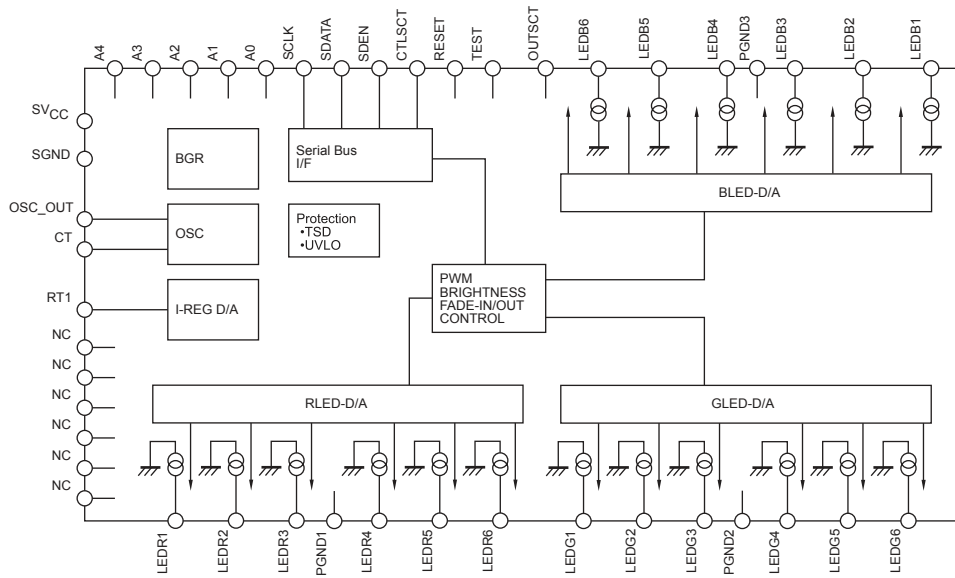 A4
A3
A2
A1
A0
SCLK
SDATA
SDEN
CTLSCT
RESET
TEST
OUTSCT
LEDB6
LEDB5
LEDB4
PGND3
LEDB3
LEDB2
LEDB1
SVCC
SGND
OSC_OUT
CT
RT1
NC
NC
NC
NC
NC
NC
BGR
Serial Bus
I/F
OSC
Protection
•TSD
•UVLO
I-REG D/A
BLED-D/A
PWM
BRIGHTNESS
FADE-IN/OUT
CONTROL
RLED-D/A
GLED-D/A
LEDR1
LEDR2
LEDR3
PGND1
LEDR4
LEDR5
LEDR6
LEDG1
LEDG2
LEDG3
PGND2
LEDG4
LEDG5
LEDG6